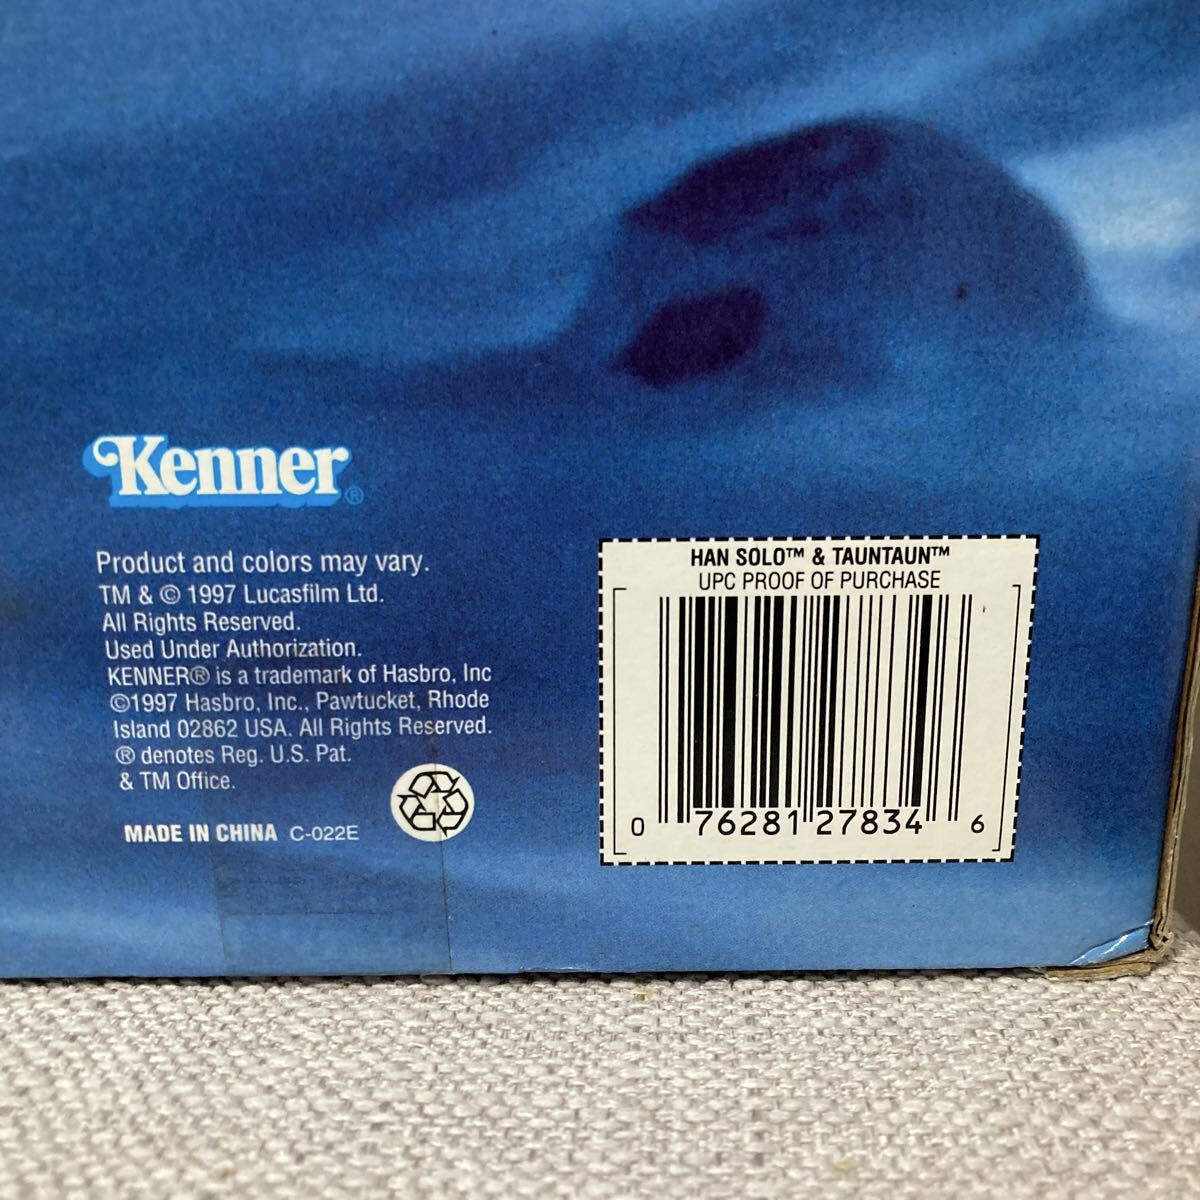 Kenner®
Product and colors may vary.
TM & © 1997 Lucasfilm Ltd.
All Rights Reserved.
Used Under Authorization.
KENNER® is a trademark of Hasbro, Inc
©1997 Hasbro, Inc., Pawtucket, Rhode
Island 02862 USA. All Rights Reserved.
® denotes Reg. U.S. Pat.
& TM Office.
MADE IN CHINA C-022E
HAN SOLO™ & TAUNTAUN™
UPC PROOF OF PURCHASE
0 76281 27834 6